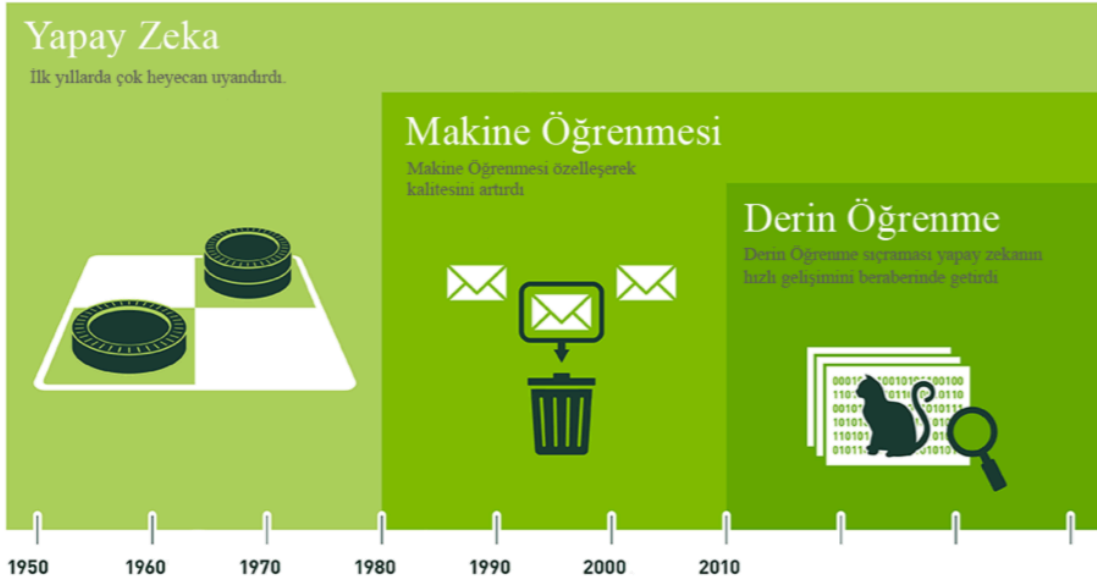 Yapay Zeka
İlk yıllarda çok heyecan uyandırdı.
Makine Öğrenmesi
Makine Öğrenmesi özelleşerek
kalitesini artırdı
Derin Öğrenme
Derin Öğrenme sıçraması yapay zekanın
hızlı gelişimini beraberinde getirdi
1950 1960 1970 1980 1990 2000 2010